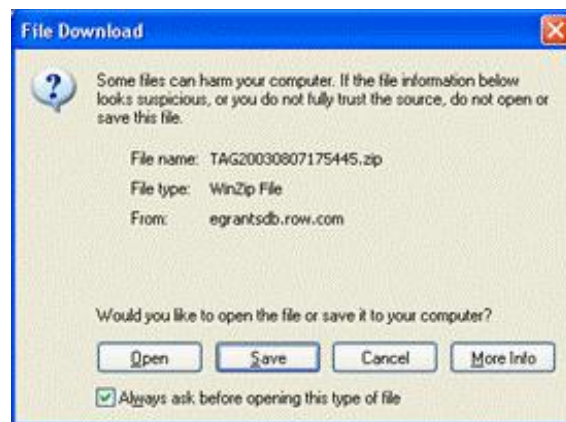 File Download
Some files can harm your computer. If the file information below
looks suspicious, or you do not fully trust the source, do not open or
save this file.
File name: TAG20030807175445.zip
File type: WinZip File
From: egrantsdb.row.com
Would you like to open the file or save it to your computer?
Open Save Cancel More Info
Always ask before opening this type of file